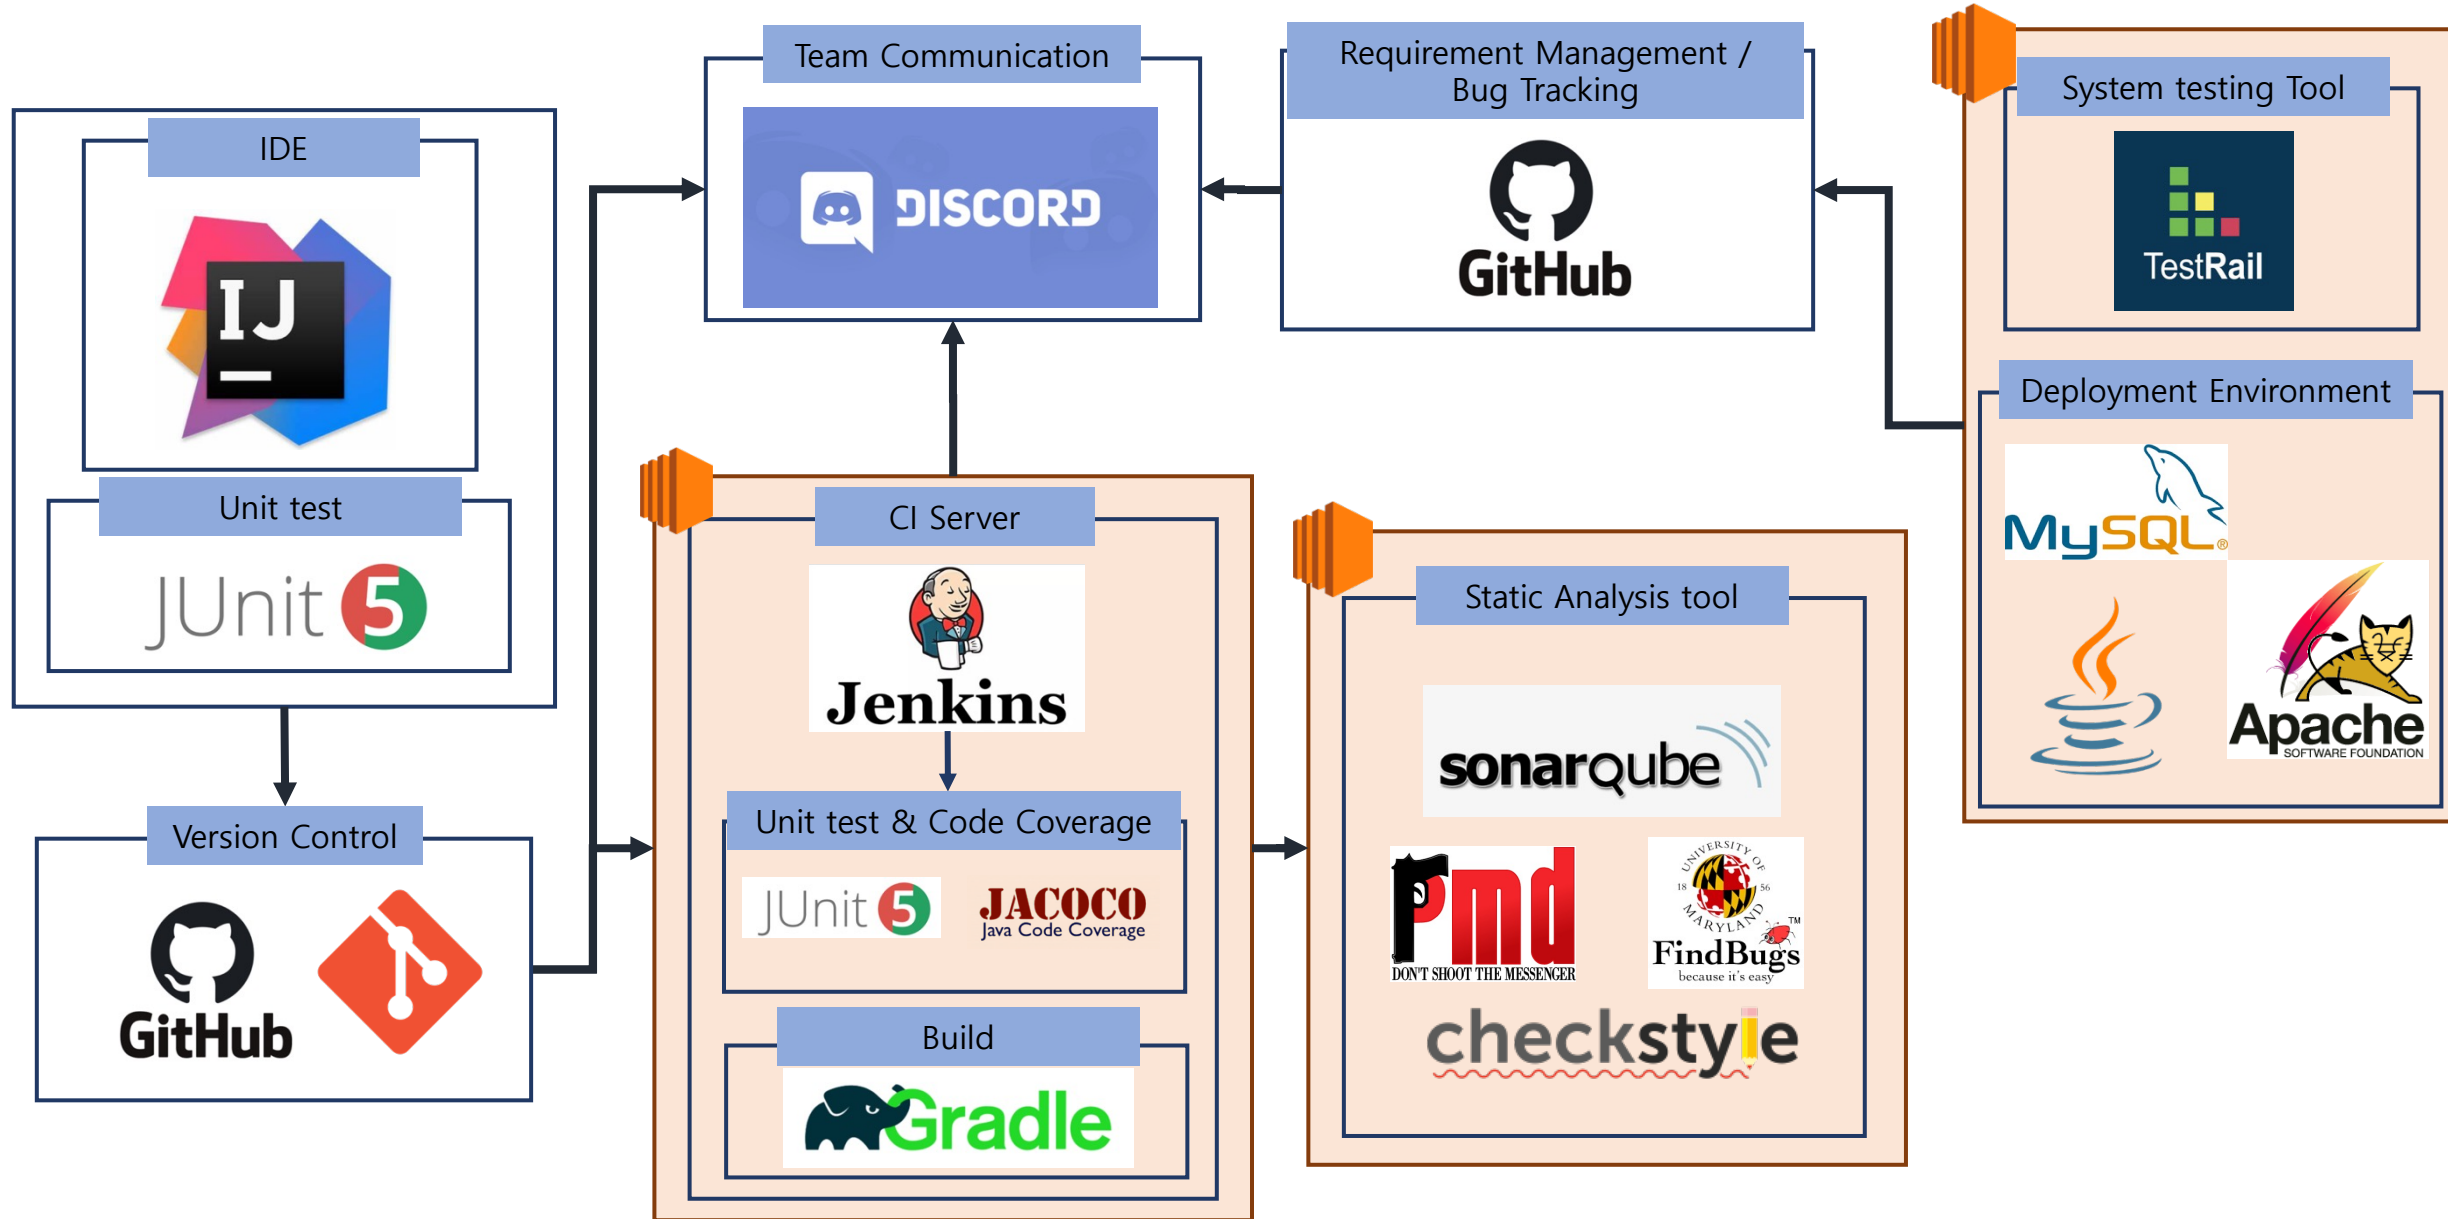 Team Communication
DISCORD
Requirement Management /
Bug Tracking
GitHub
System testing Tool
TestRail
IDE
IJ
Unit test
JUnit 5
Deployment Environment
MySQL®
Apache
SOFTWARE FOUNDATION
CI Server
Jenkins
Unit test & Code Coverage
JUnit 5
JACOCO
Java Code Coverage
Build
Gradle
Version Control
GitHub
Static Analysis tool
sonarqube
pmd
DON'T SHOOT THE MESSENGER
UNIVERSITY OF
18 56
MARYLAND
TM
FindBugs
because it's easy
checkstyle